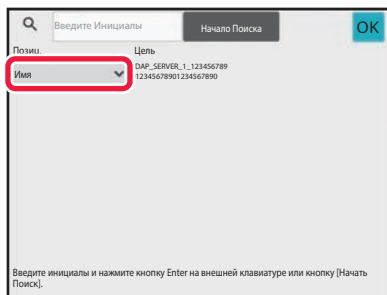 Введите Инициалы
Начало Поиска
OK
Позиц.
Цель
Имя
DAP_SERVER_1_123456789
12345678901234567890
Введите инициалы и нажмите кнопку Enter на внешней клавиатуре или кнопку [Начать
Поиск].